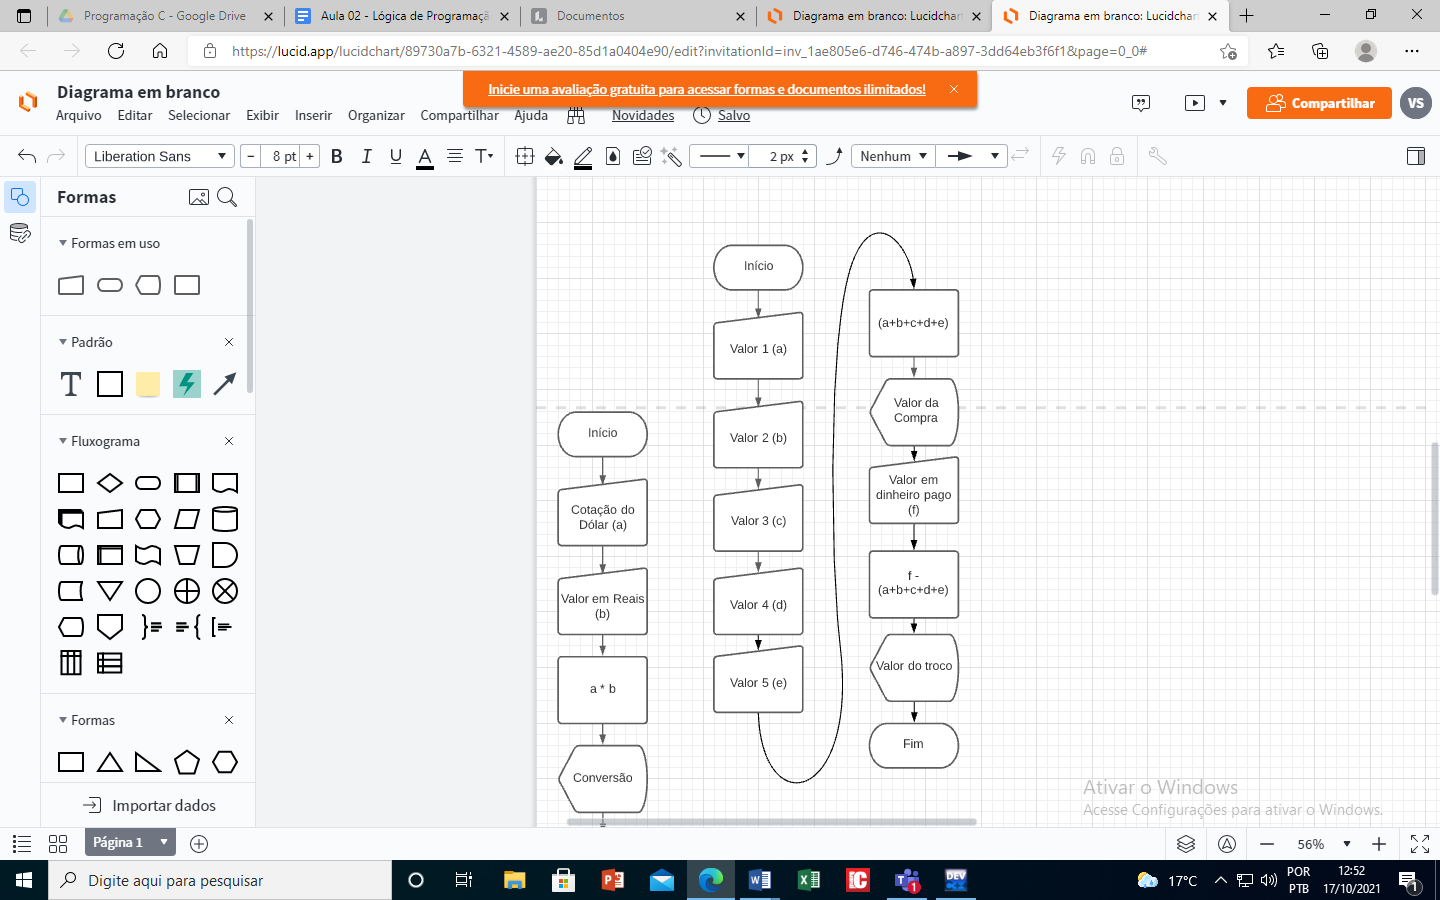 Programação C - Google Drive
Aula 02 - Lógica de Programaçã
Documentos
Diagrama em branco: Lucidchart
Diagrama em branco: Lucidchart
https://lucid.app/lucidchart/89730a7b-6321-4589-ae20-85d1a0404e90/edit?invitationId=inv_1ae805e6-d746-474b-a897-3dd64eb3f6f1&page=0_0#
Diagrama em branco
Inicie uma avaliação gratuita para acessar formas e documentos ilimitados!
Arquivo Editar Selecionar Exibir Inserir Organizar Compartilhar Ajuda Novidades Salvo
Compartilhar
VS
Liberation Sans
8 pt
B I U A T
2 px
Nenhum
Formas
Formas em uso
Padrão
T
Fluxograma
Formas
Importar dados
Início
Cotação do
Dólar (a)
Valor em Reais
(b)
a * b
Conversão
Início
Valor 1 (a)
Valor 2 (b)
Valor 3 (c)
Valor 4 (d)
Valor 5 (e)
(a+b+c+d+e)
Valor da
Compra
Valor em
dinheiro pago
(f)
f -
(a+b+c+d+e)
Valor do troco
Fim
Ativar o Windows
Acesse Configurações para ativar o Windows.
Página 1
56%
Digite aqui para pesquisar
17°C
POR
PTB
12:52
17/10/2021
1
1
DEV